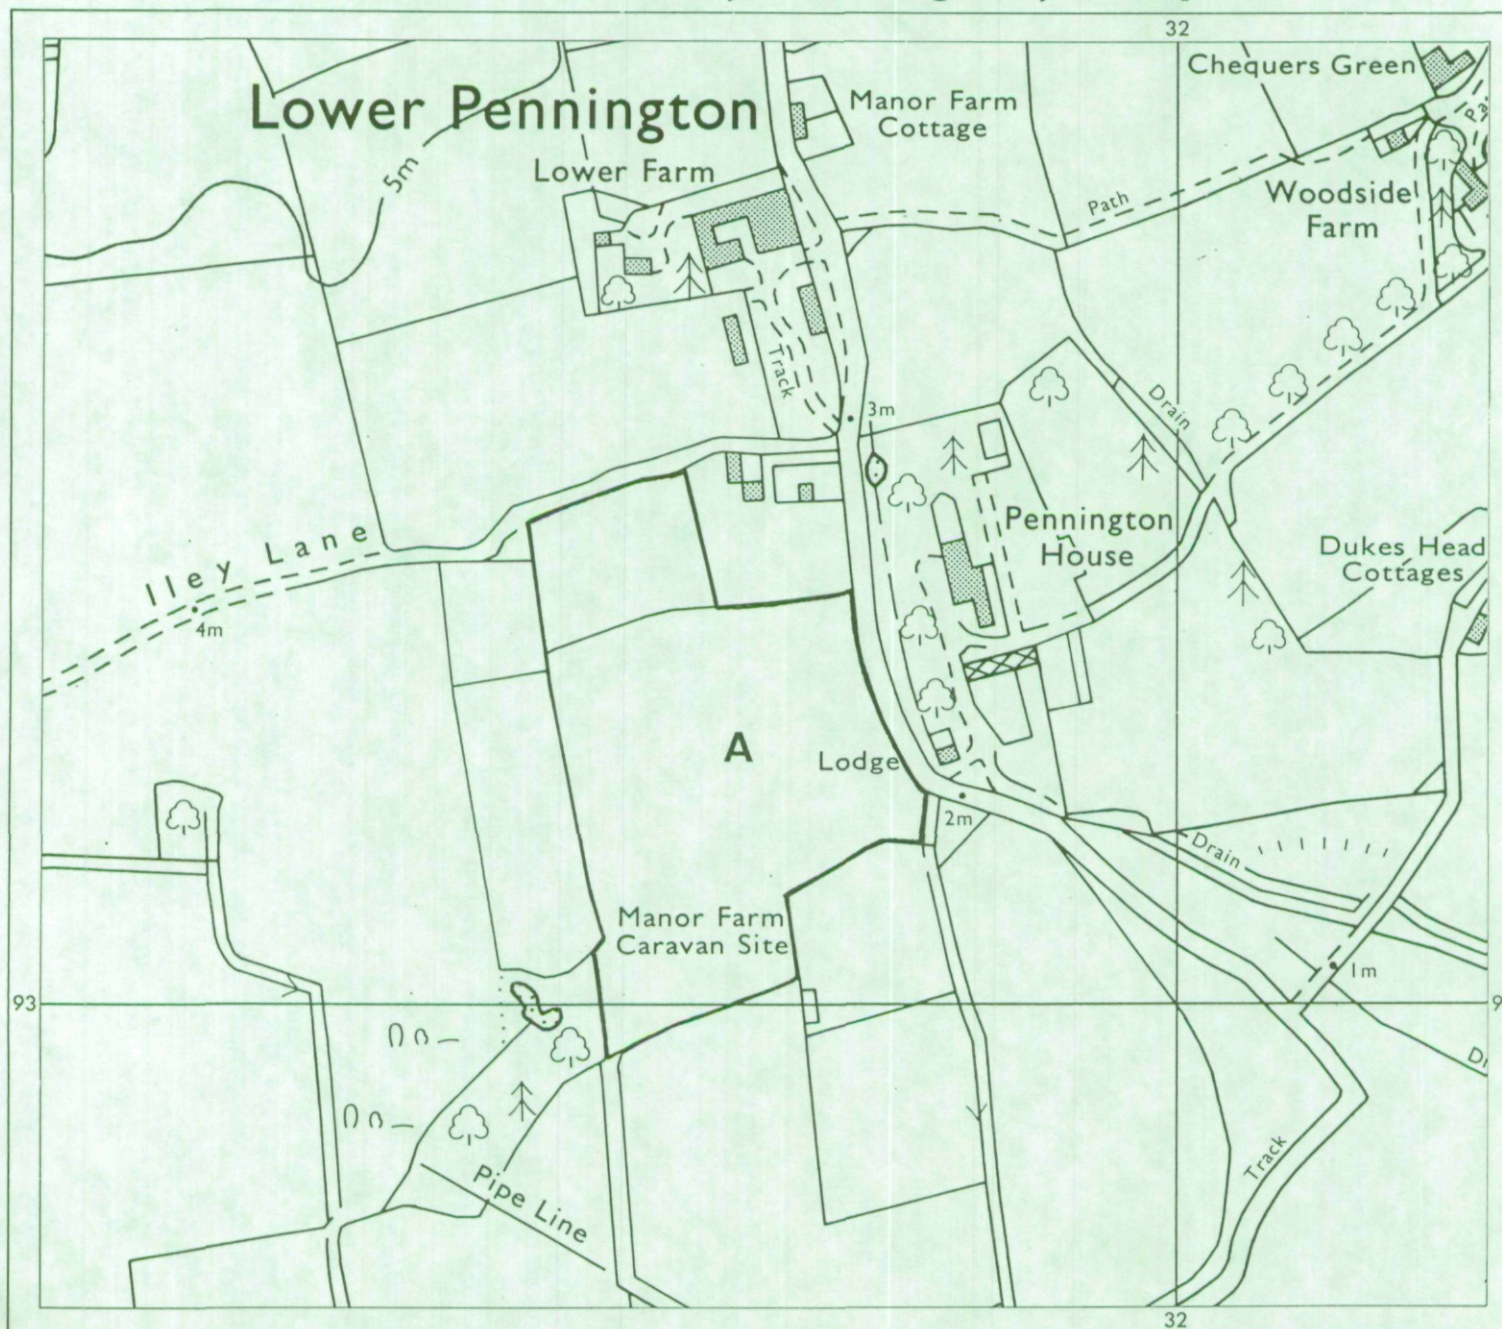 32
Chequers Green
Lower Pennington
Manor Farm
Cottage
Lower Farm
5m
Path
Woodside
Farm
Track
3m
Drain
Pennington
House
Dukes Head
Cottages
Iley Lane
4m
A
Lodge
2m
Drain
Manor Farm
Caravan Site
1m
93
9
Track
Pipe Line
32